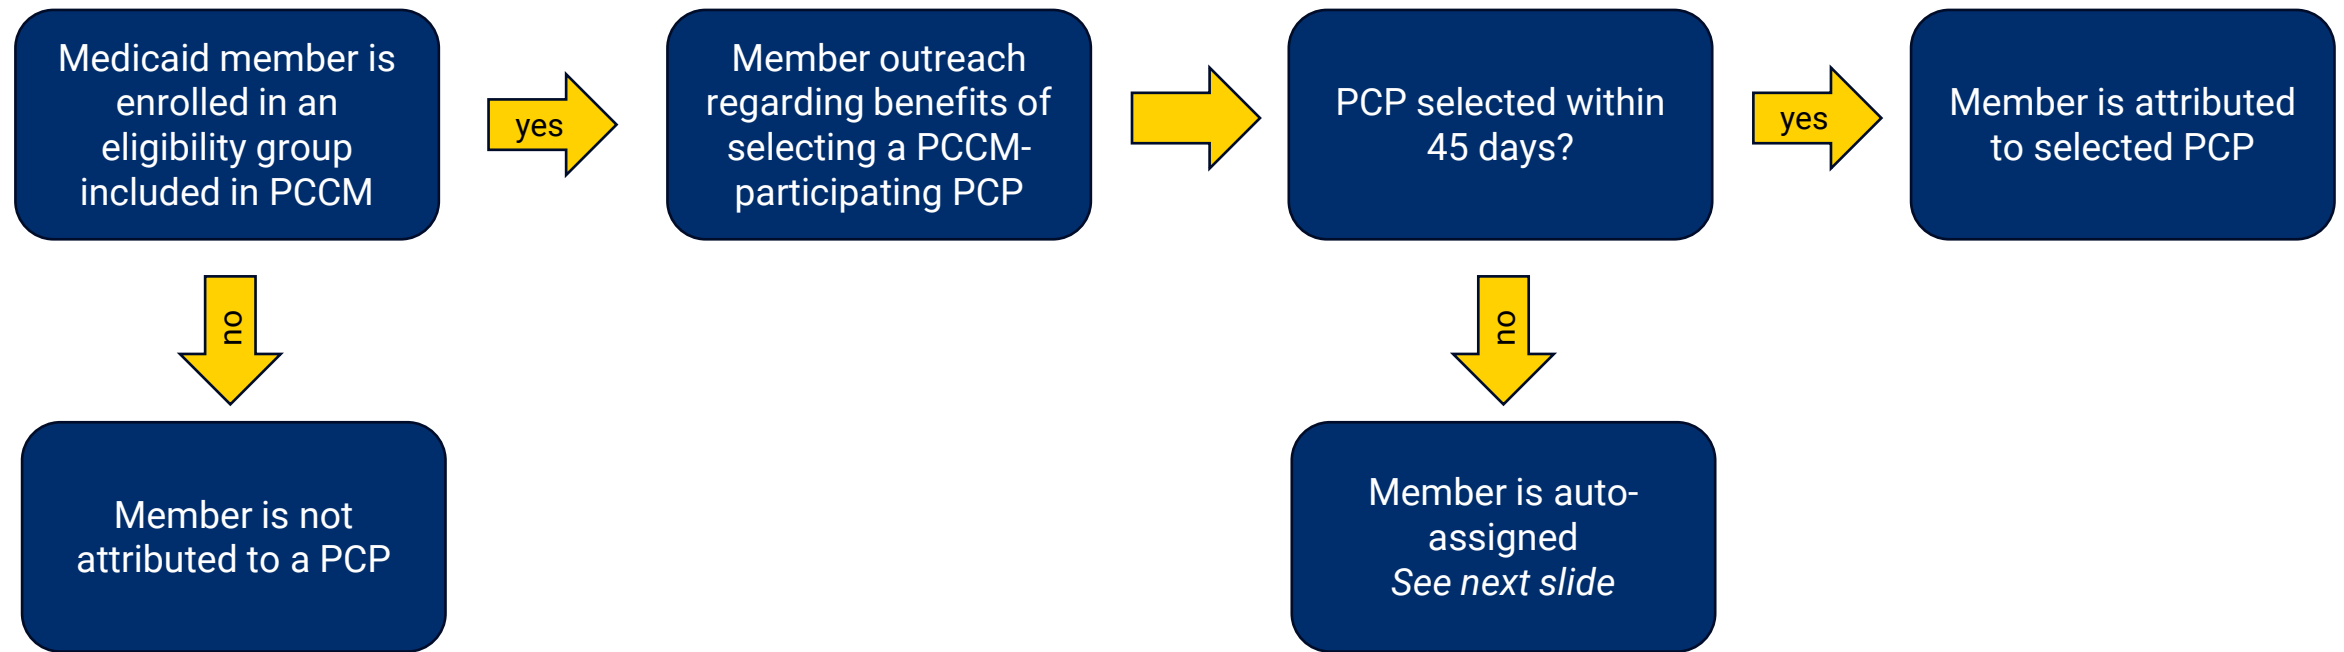 Medicaid member is
enrolled in an
eligibility group
included in PCCM
yes
Member outreach
regarding benefits of
selecting a PCCM-
participating PCP
PCP selected within
45 days?
yes
Member is attributed
to selected PCP
no
no
Member is not
attributed to a PCP
Member is auto-
assigned
See next slide